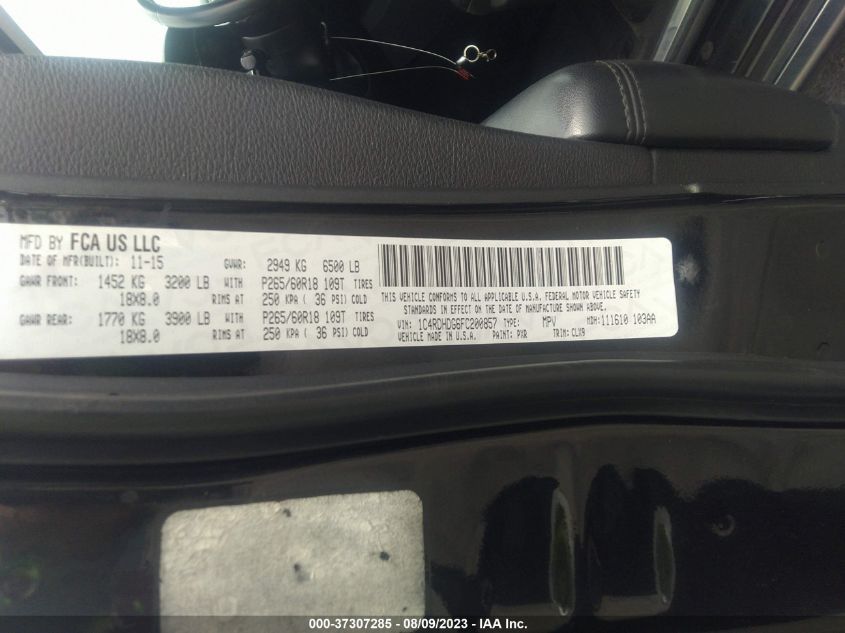 MFD BY FCA US LLC
DATE OF MFR(BUILT): 11-15 GVWR: 2949 KG 6500 LB
GAWR FRONT: 1452 KG 3200 LB WITH P265/60R18 109T TIRES
18X8.0 RIMS AT 250 KPA ( 36 PSI) COLD
GAWR REAR: 1770 KG 3900 LB WITH P265/60R18 109T TIRES
18X8.0 RIMS AT 250 KPA ( 36 PSI) COLD
THIS VEHICLE CONFORMS TO ALL APPLICABLE U.S.A. FEDERAL MOTOR VEHICLE SAFETY
STANDARDS IN EFFECT ON THE DATE OF MANUFACTURE SHOWN ABOVE.
VIN: 1C4RDHDG6FC200857 TYPE: MPV MDH: 111610 103AA
VEHICLE MADE IN U.S.A. PAINT: PXR TRIM: CLX9
000-37307285 - 08/09/2023 - IAA Inc.